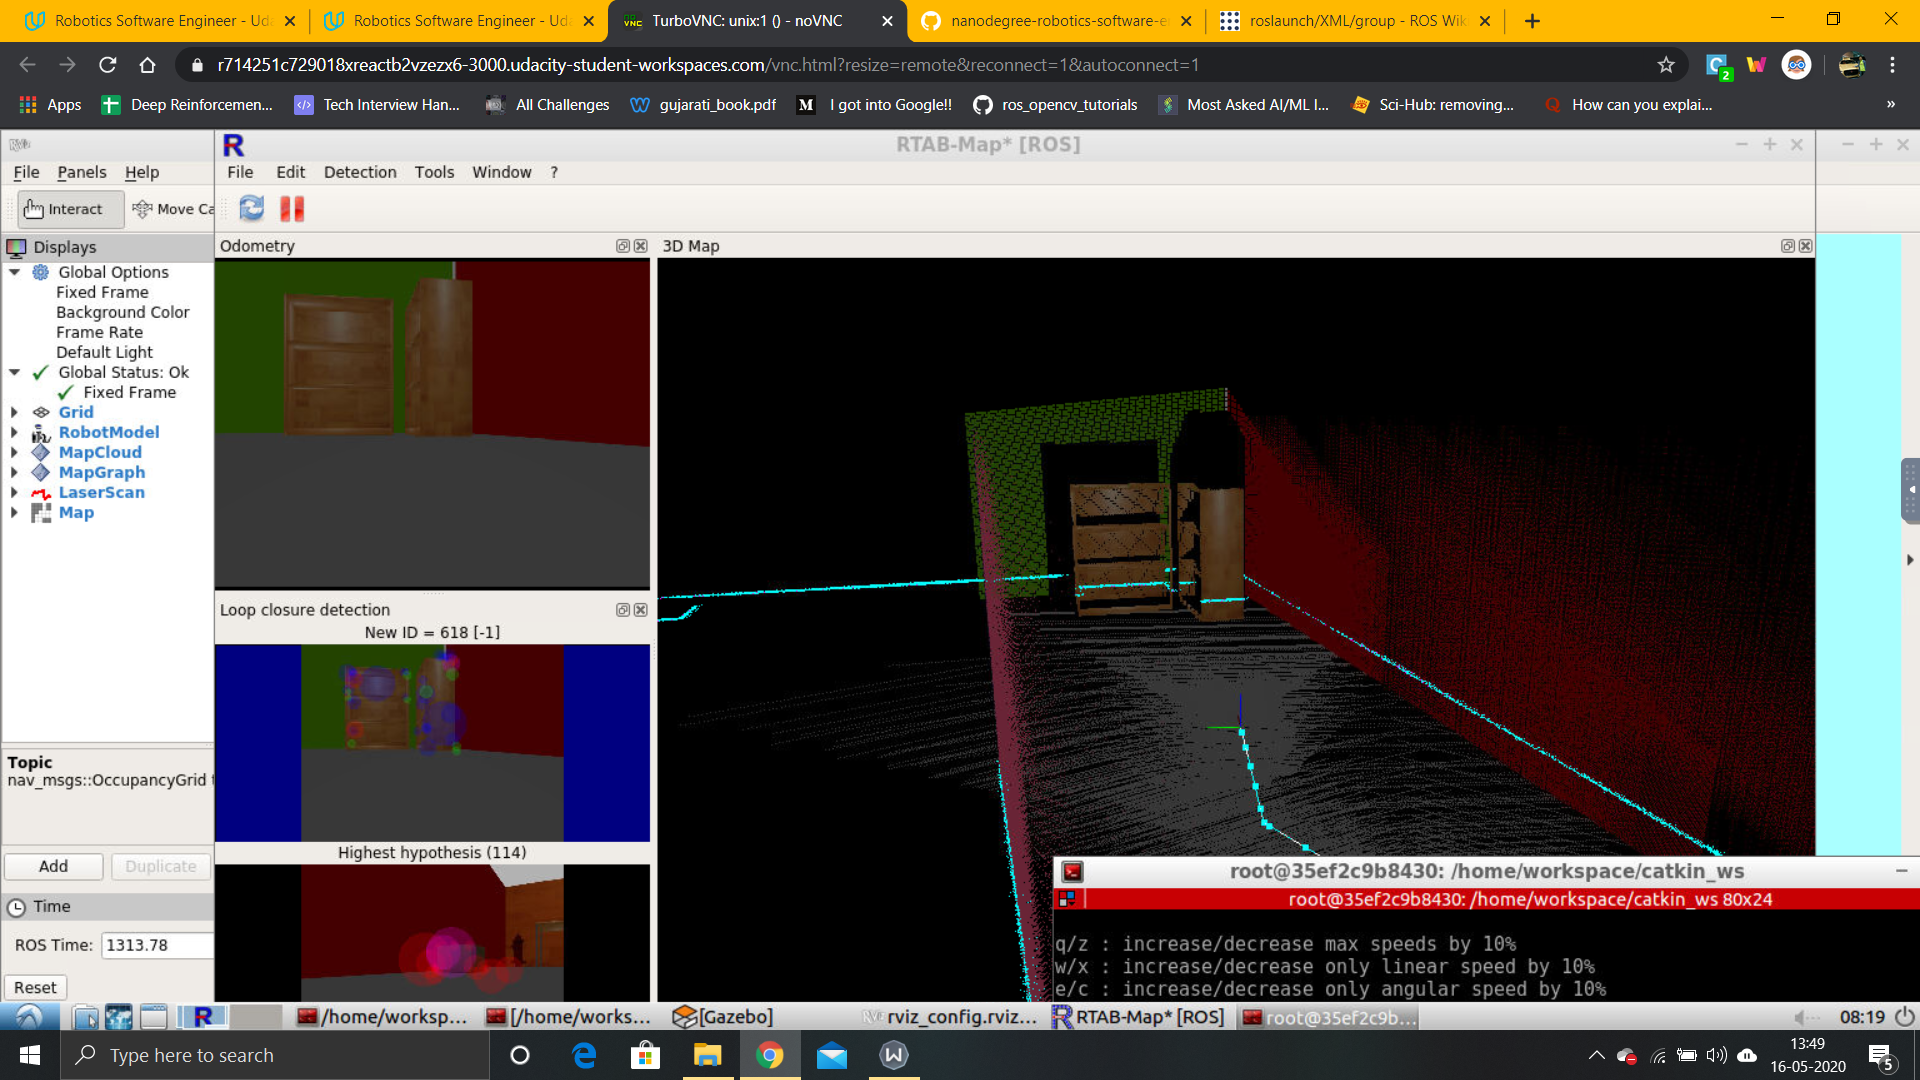 Robotics Software Engineer - Uda
Robotics Software Engineer - Uda
TurboVNC: unix:1 () - noVNC
nanodegree-robotics-software-e
roslaunch/XML/group - ROS Wik
r714251c729018xreactb2vzezx6-3000.udacity-student-workspaces.com/vnc.html?resize=remote&reconnect=1&autoconnect=1
2
Apps
Deep Reinforcemen...
Tech Interview Han...
All Challenges
gujarati_book.pdf
I got into Google!!
ros_opencv_tutorials
Most Asked AI/ML I...
Sci-Hub: removing...
How can you explai...
»
RTAB-Map* [ROS]
File Panels Help
File Edit Detection Tools Window ?
Interact
Move Ca
Displays
Global Options
Fixed Frame
Background Color
Frame Rate
Default Light
Global Status: Ok
Fixed Frame
Grid
RobotModel
MapCloud
MapGraph
LaserScan
Map
Topic
nav_msgs::OccupancyGrid t
Add
Duplicate
Time
ROS Time: 1313.78
Reset
Odometry
Loop closure detection
New ID = 618 [-1]
Highest hypothesis (114)
3D Map
root@35ef2c9b8430: /home/workspace/catkin_ws
root@35ef2c9b8430: /home/workspace/catkin_ws 80x24
q/z : increase/decrease max speeds by 10%
w/x : increase/decrease only linear speed by 10%
e/c : increase/decrease only angular speed by 10%
/home/worksp...
[/home/works...
[Gazebo]
rviz_config.rviz...
RTAB-Map* [ROS]
root@35ef2c9b...
08:19
Type here to search
13:49
16-05-2020
5